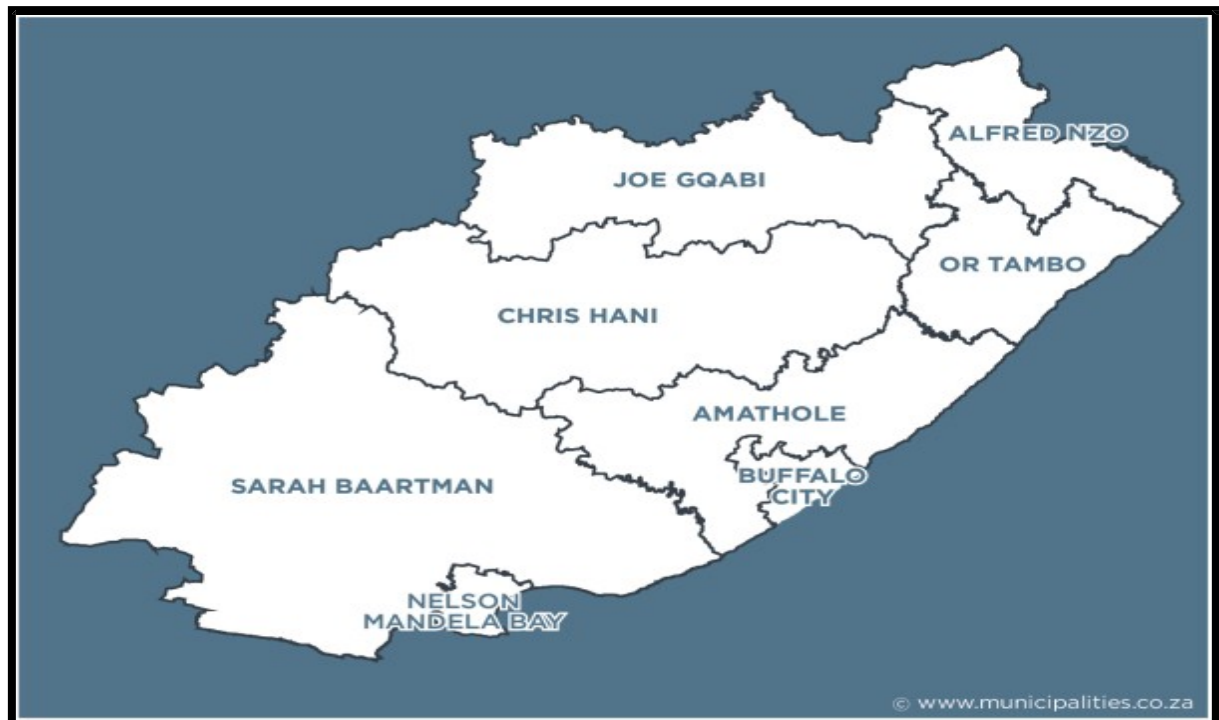 ALFRED NZO
JOE GQABI
OR TAMBO
CHRIS HANI
AMATHOLE
BUFFALO
CITY
SARAH BAARTMAN
NELSON
MANDELA BAY
© www.municipalities.co.za